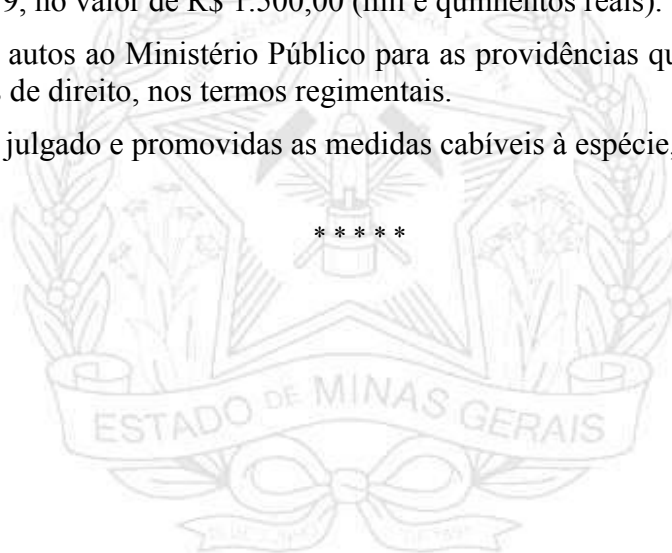 9, no valor de R$ 1.500,00 (mil e quinhentos reais).
autos ao Ministério Público para as providências
de direito, nos termos regimentais.
julgado e promovidas as medidas cabíveis à espécie,
* * * * *
ESTADO DE MINAS GERAIS